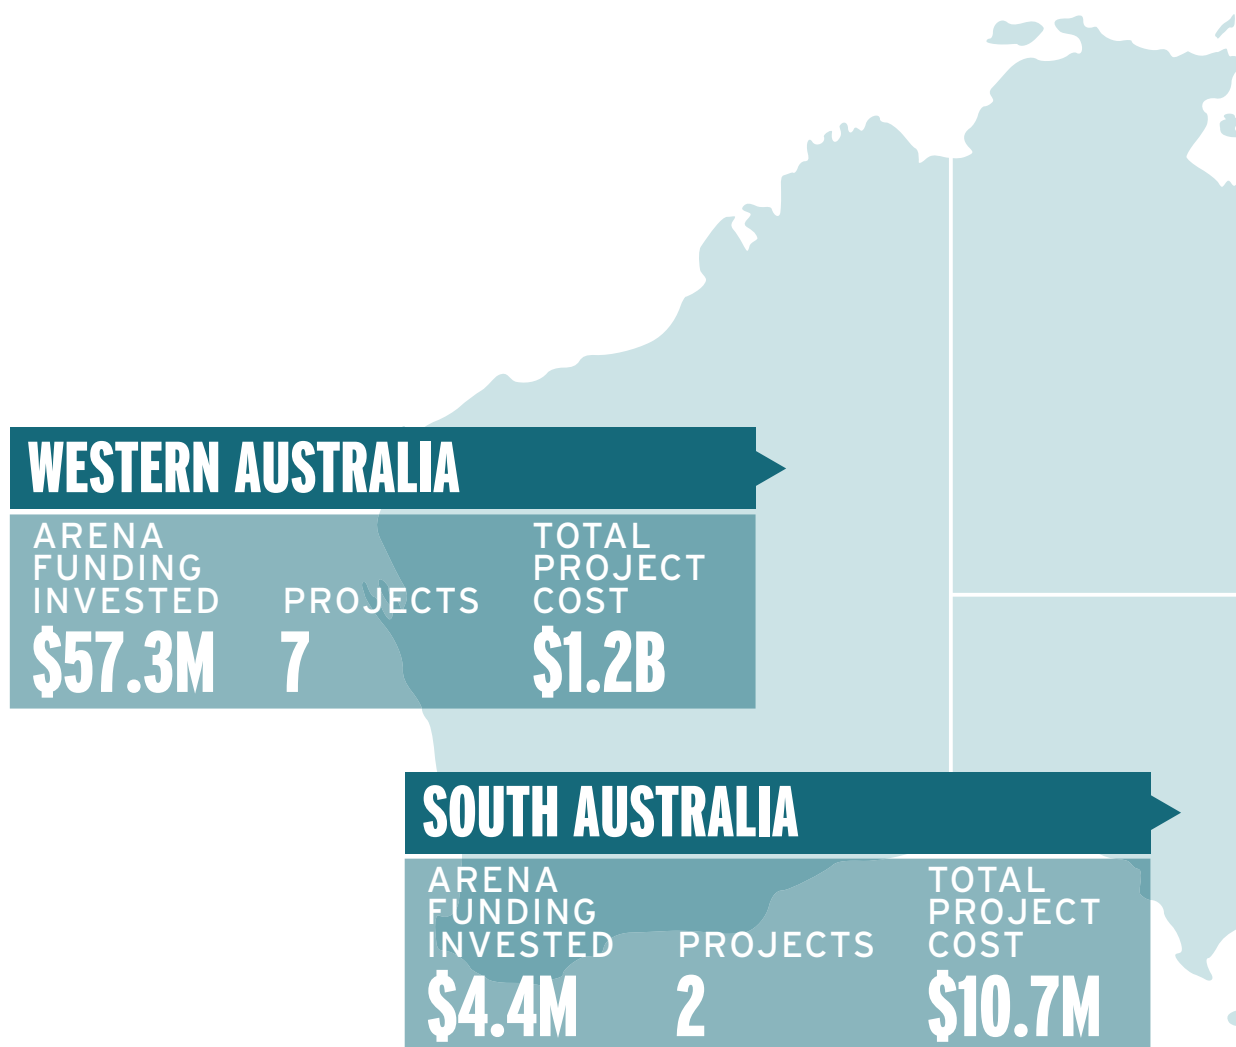 WESTERN AUSTRALIA
ARENA
FUNDING
INVESTED
$57.3M
PROJECTS
7
TOTAL
PROJECT
COST
$1.2B
SOUTH AUSTRALIA
ARENA
FUNDING
INVESTED
$4.4M
PROJECTS
2
TOTAL
PROJECT
COST
$10.7M